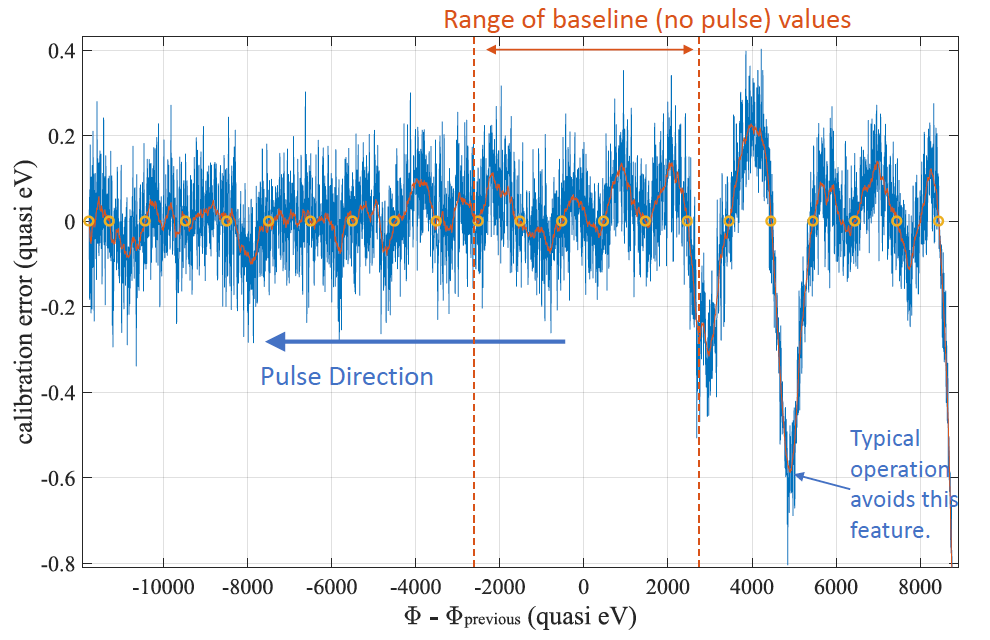 Range of baseline (no pulse) values
0.4
0.2
0
-0.2
-0.4
-0.6
-0.8
calibration error (quasi eV)
Pulse Direction
Typical
operation
avoids this
feature.
-10000 -8000 -6000 -4000 -2000 0 2000 4000 6000 8000
Φ - Φprevious (quasi eV)